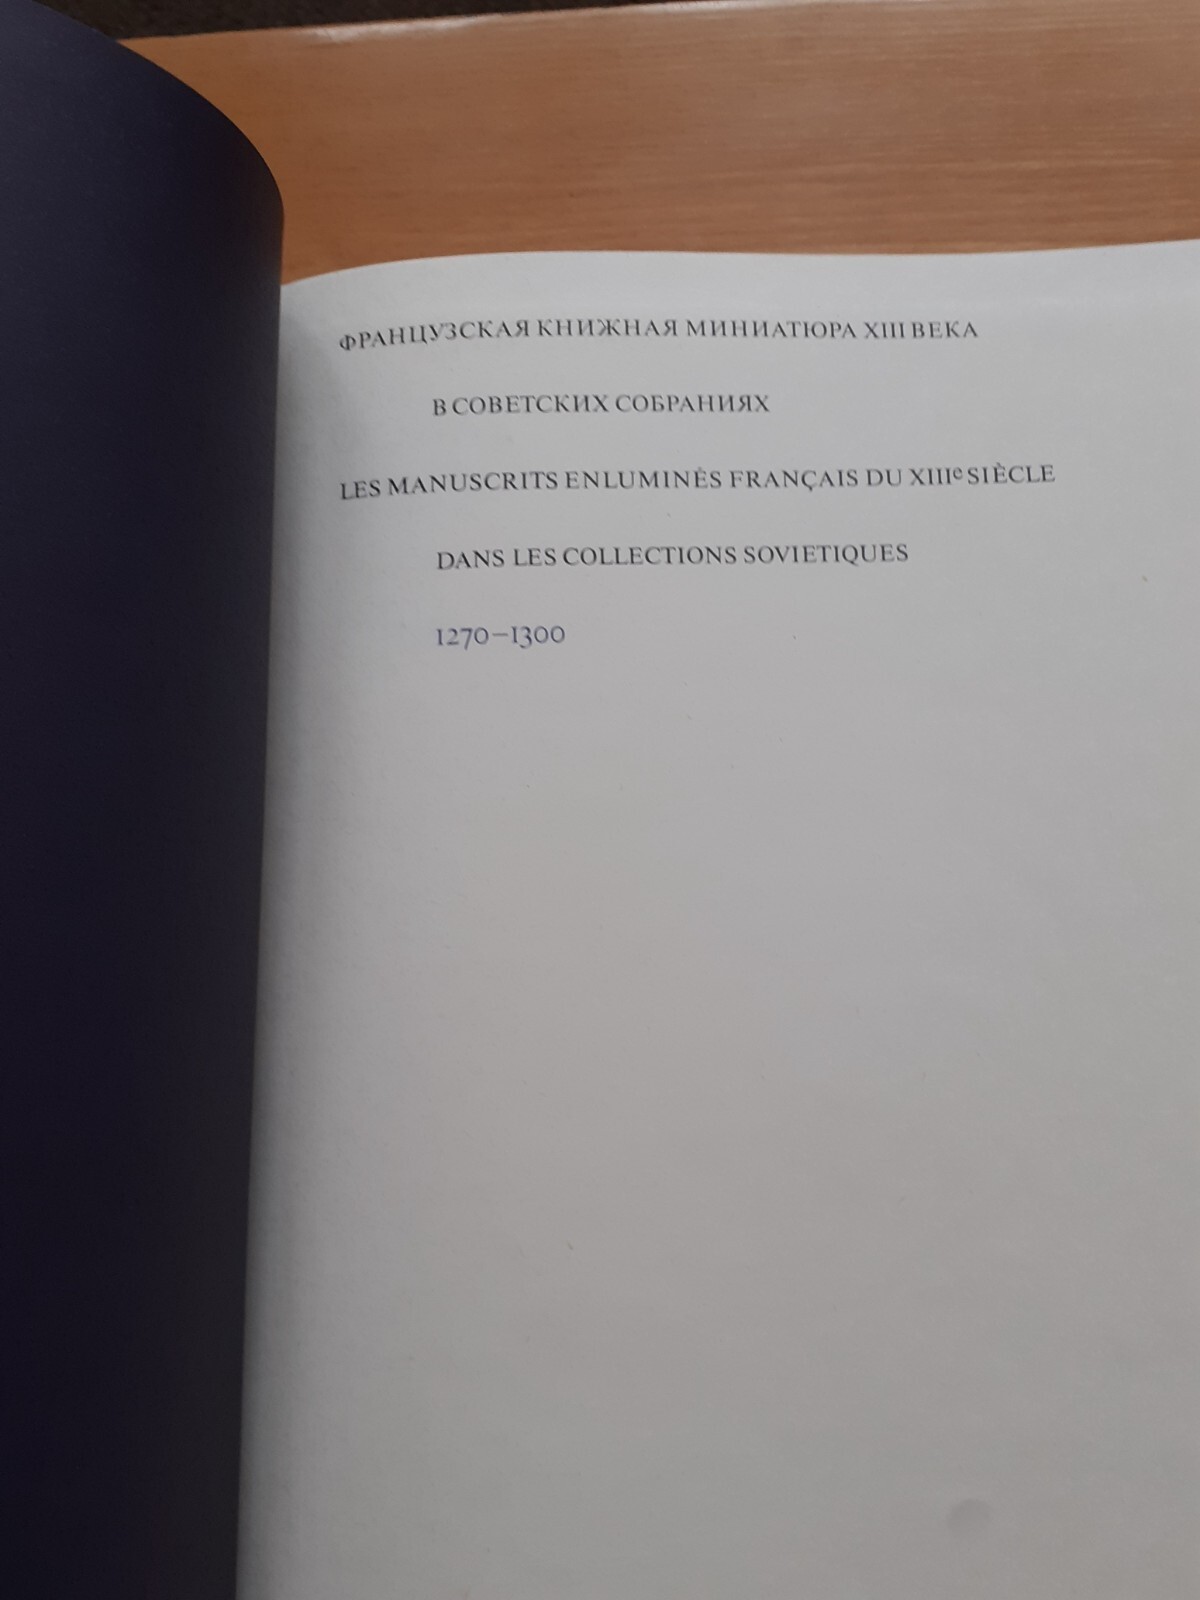 ФРАНЦУЗСКАЯ КНИЖНАЯ МИНИАТЮРА XIII ВЕКА
В СОВЕТСКИХ СОБРАНИЯХ
LES MANUSCRITS ENLUMINÉS FRANÇAIS DU XIIIe SIÈCLE
DANS LES COLLECTIONS SOVIETIQUES
1270–1300